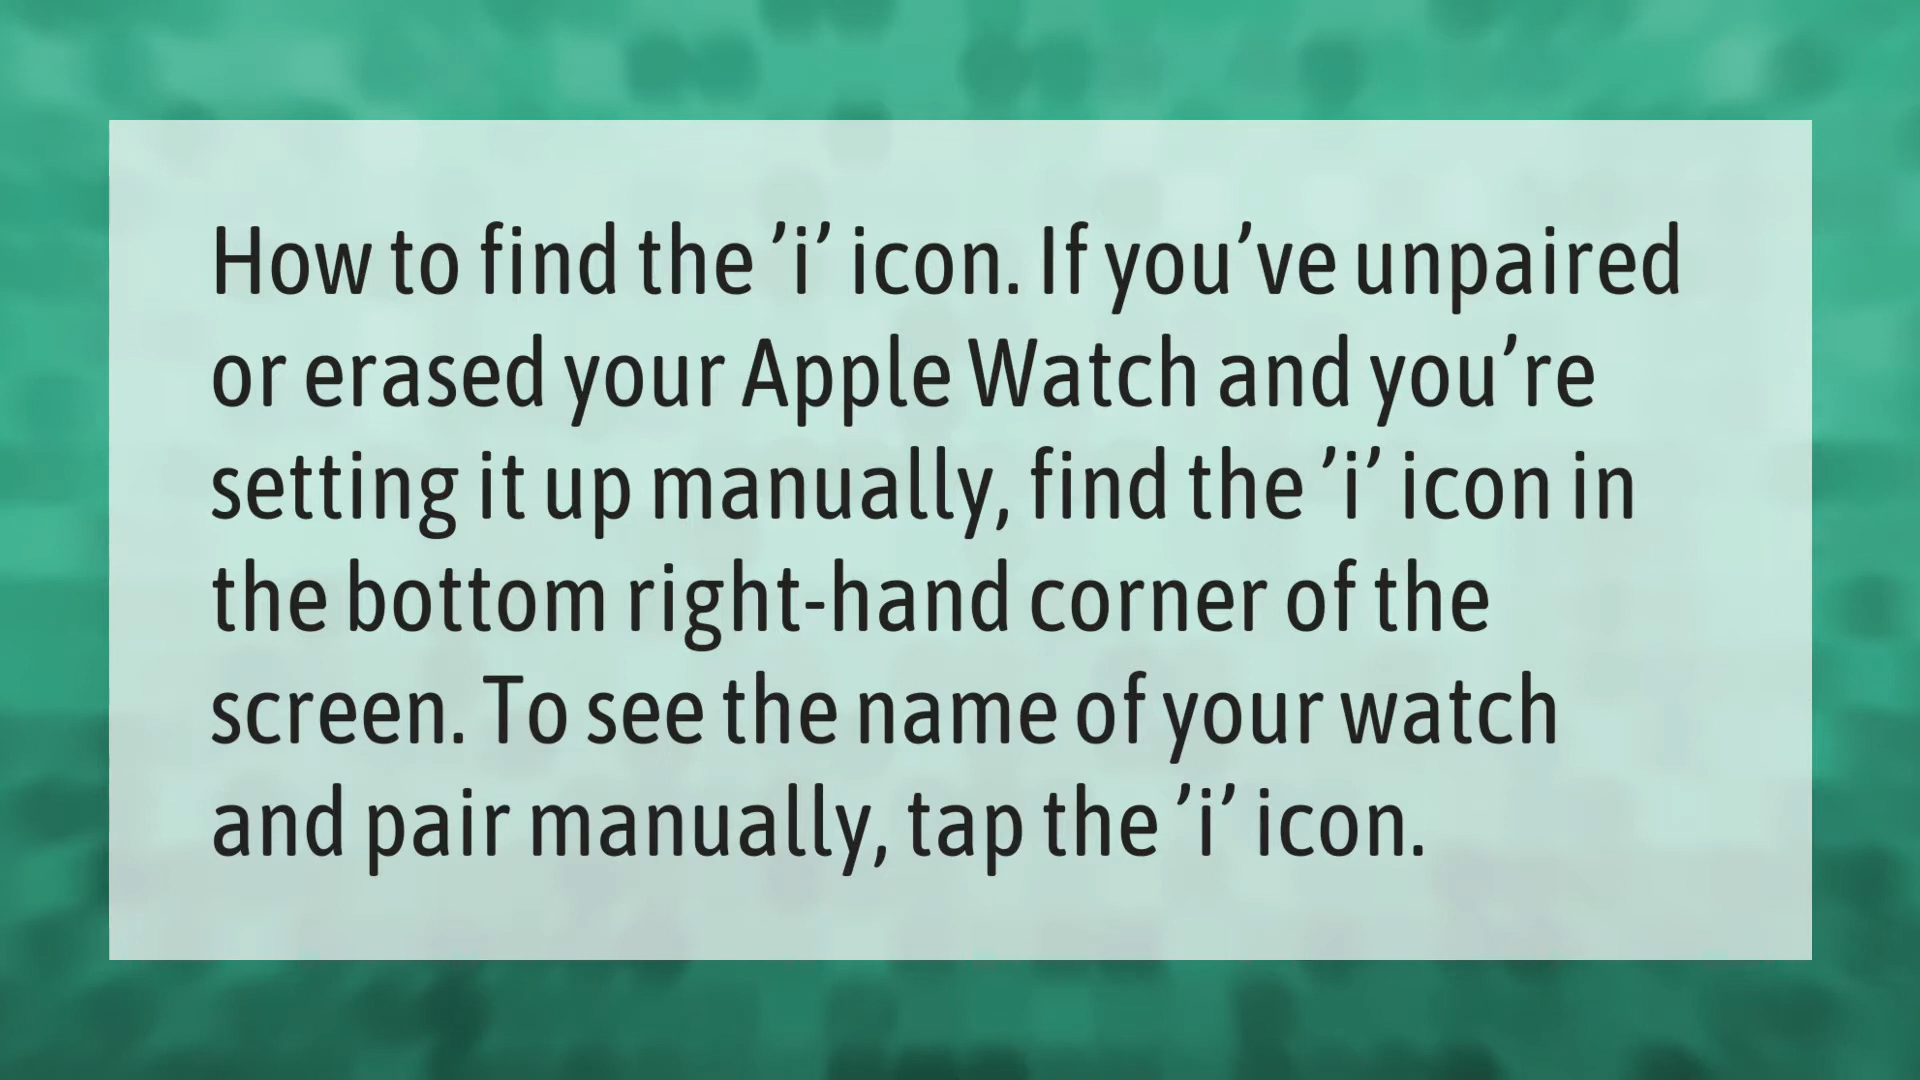 How to find the ’i’ icon. If you’ve unpaired
or erased your Apple Watch and you’re
setting it up manually, find the ’i’ icon in
the bottom right-hand corner of the
screen. To see the name of your watch
and pair manually, tap the ’i’ icon.